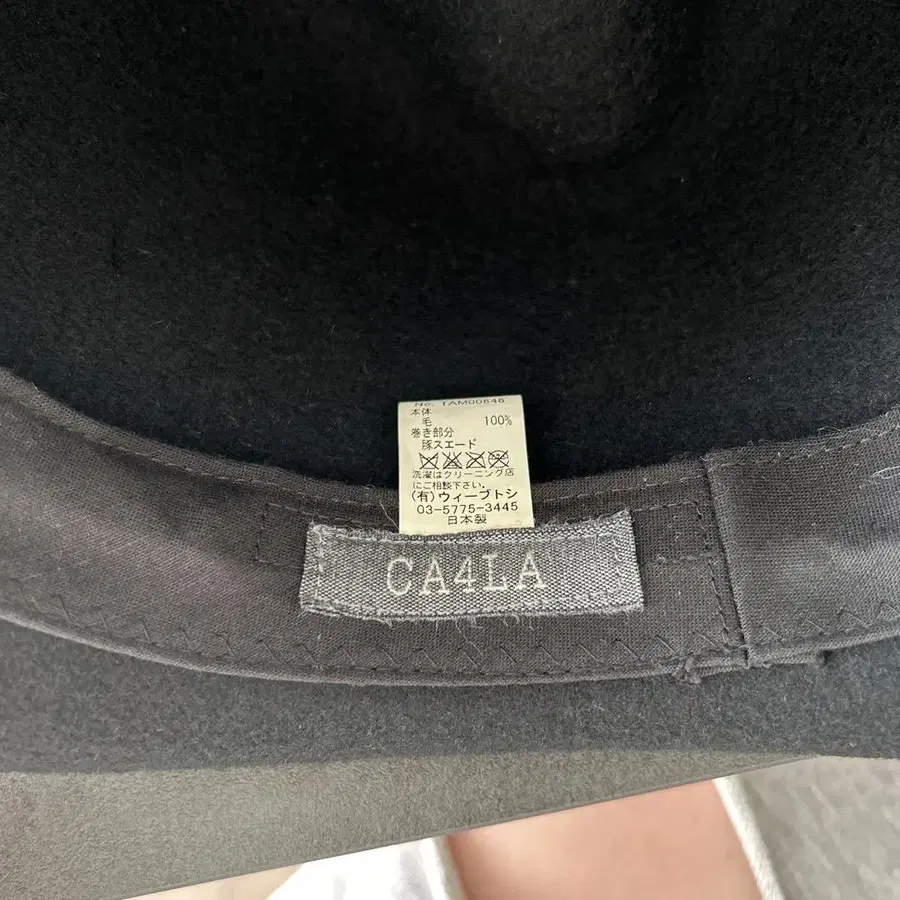 No. TAM00848
本体
毛 100%
巻き部分
豚スエード
洗濯はクリーニング店
にご相談下さい。
(有)ウィーブトシ
03-5775-3445
日本製
CA4LA